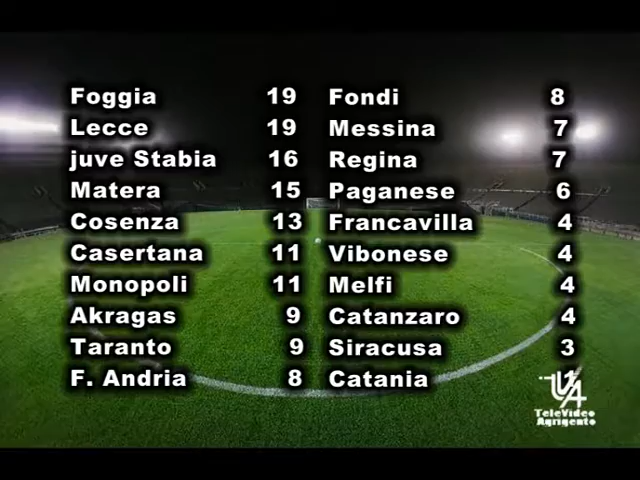 Foggia 19
Lecce 19
juve Stabia 16
Matera 15
Cosenza 13
Casertana 11
Monopoli 11
Akragas 9
Taranto 9
F. Andria 8
Fondi 8
Messina 7
Regina 7
Paganese 6
Francavilla 4
Vibonese 4
Melfi 4
Catanzaro 4
Siracusa 3
Catania
TeleVideo
Agrigento